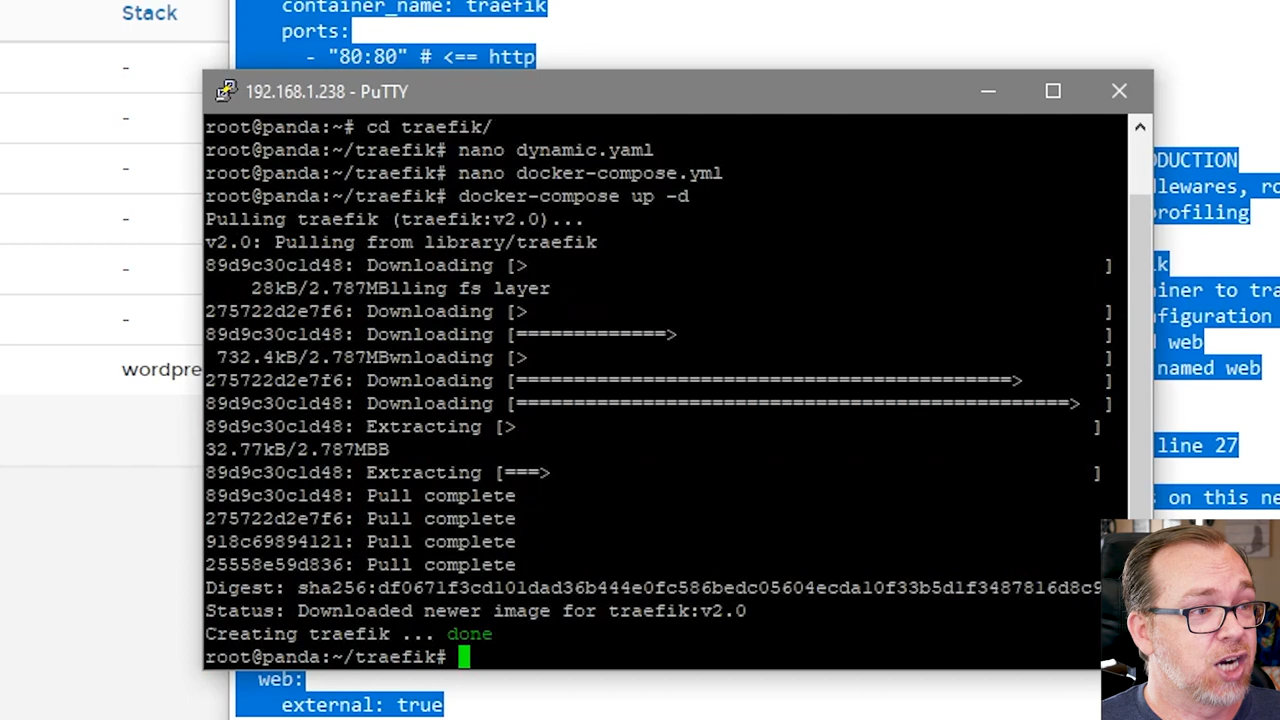 Stack
-
-
-
-
-
-
wordpre
container_name: traefik
ports:
- "80:80" # <== http
192.168.1.238 - PuTTY
root@panda:~# cd traefik/
root@panda:~/traefik# nano dynamic.yaml
root@panda:~/traefik# nano docker-compose.yml
root@panda:~/traefik# docker-compose up -d
Pulling traefik (traefik:v2.0)...
v2.0: Pulling from library/traefik
89d9c30c1d48: Downloading [> ]
28kB/2.787MBlling fs layer
275722d2e7f6: Downloading [> ]
89d9c30c1d48: Downloading [=============> ]
732.4kB/2.787MBwnloading [> ]
275722d2e7f6: Downloading [===========================================> ]
89d9c30c1d48: Downloading [================================================> ]
89d9c30c1d48: Extracting [> ]
32.77kB/2.787MBB
89d9c30c1d48: Extracting [===> ]
89d9c30c1d48: Pull complete
275722d2e7f6: Pull complete
918c69894121: Pull complete
25558e59d836: Pull complete
Digest: sha256:df0671f3cd101dad36b444e0fc586bedc05604ecda10f33b5d1f3487816d8c9
Status: Downloaded newer image for traefik:v2.0
Creating traefik ... done
root@panda:~/traefik#
DUCTION
lewares, ro
rofiling
k
iner to tra
figuration
web
named web
line 27
s on this ne
web:
external: true